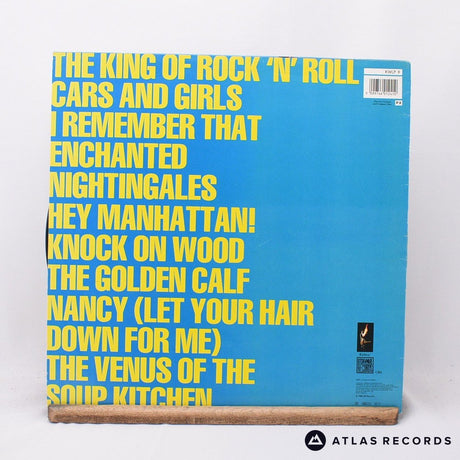 THE KING OF ROCK 'N' ROLL
CARS AND GIRLS
I REMEMBER THAT
ENCHANTED
NIGHTINGALES
HEY MANHATTAN!
KNOCK ON WOOD
THE GOLDEN CALF
NANCY (LET YOUR HAIR
DOWN FOR ME)
THE VENUS OF THE
SOUP KITCHEN
ATLAS RECORDS